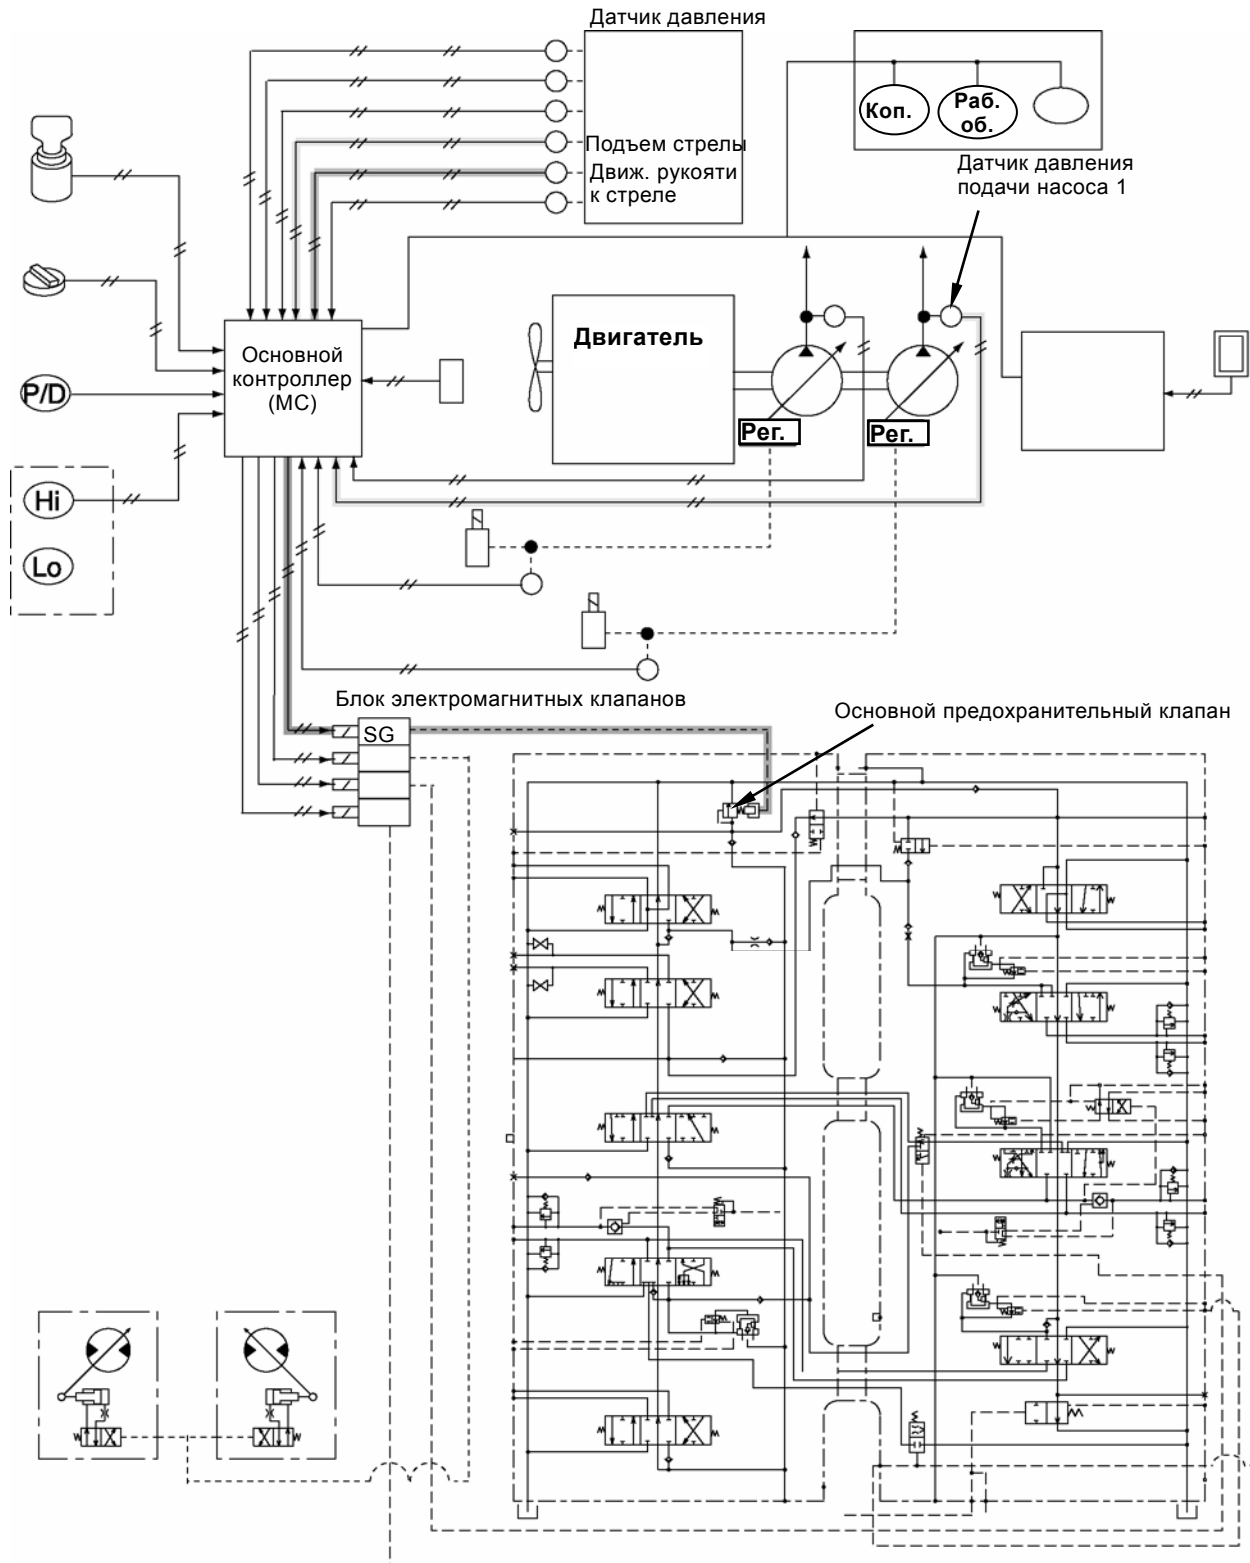 Датчик давления
Коп.
Раб.
об.
Подъем стрелы
Движ. рукояти
к стреле
Датчик давления
подачи насоса 1
Основной
контроллер
(MC)
Двигатель
P/D
Рег.
Рег.
Hi
Lo
Блок электромагнитных клапанов
SG
Основной предохранительный клапан